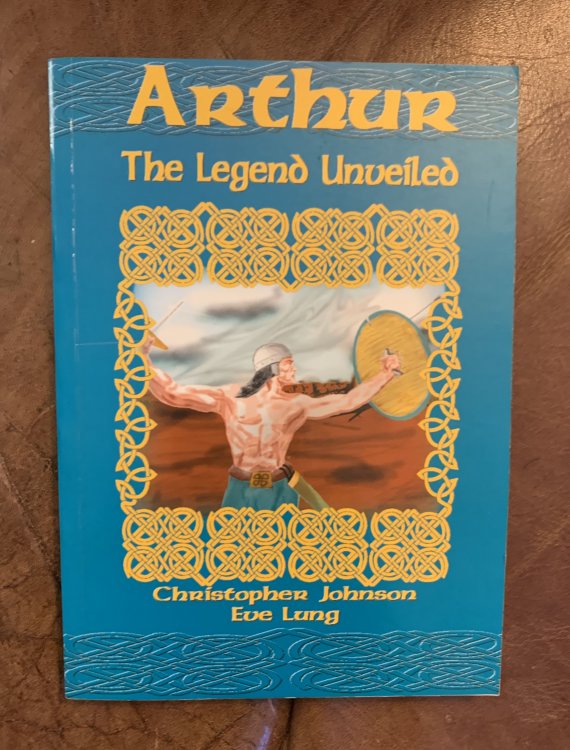 Arthur
The Legend Unveiled
Christopher Johnson
Eve Lung